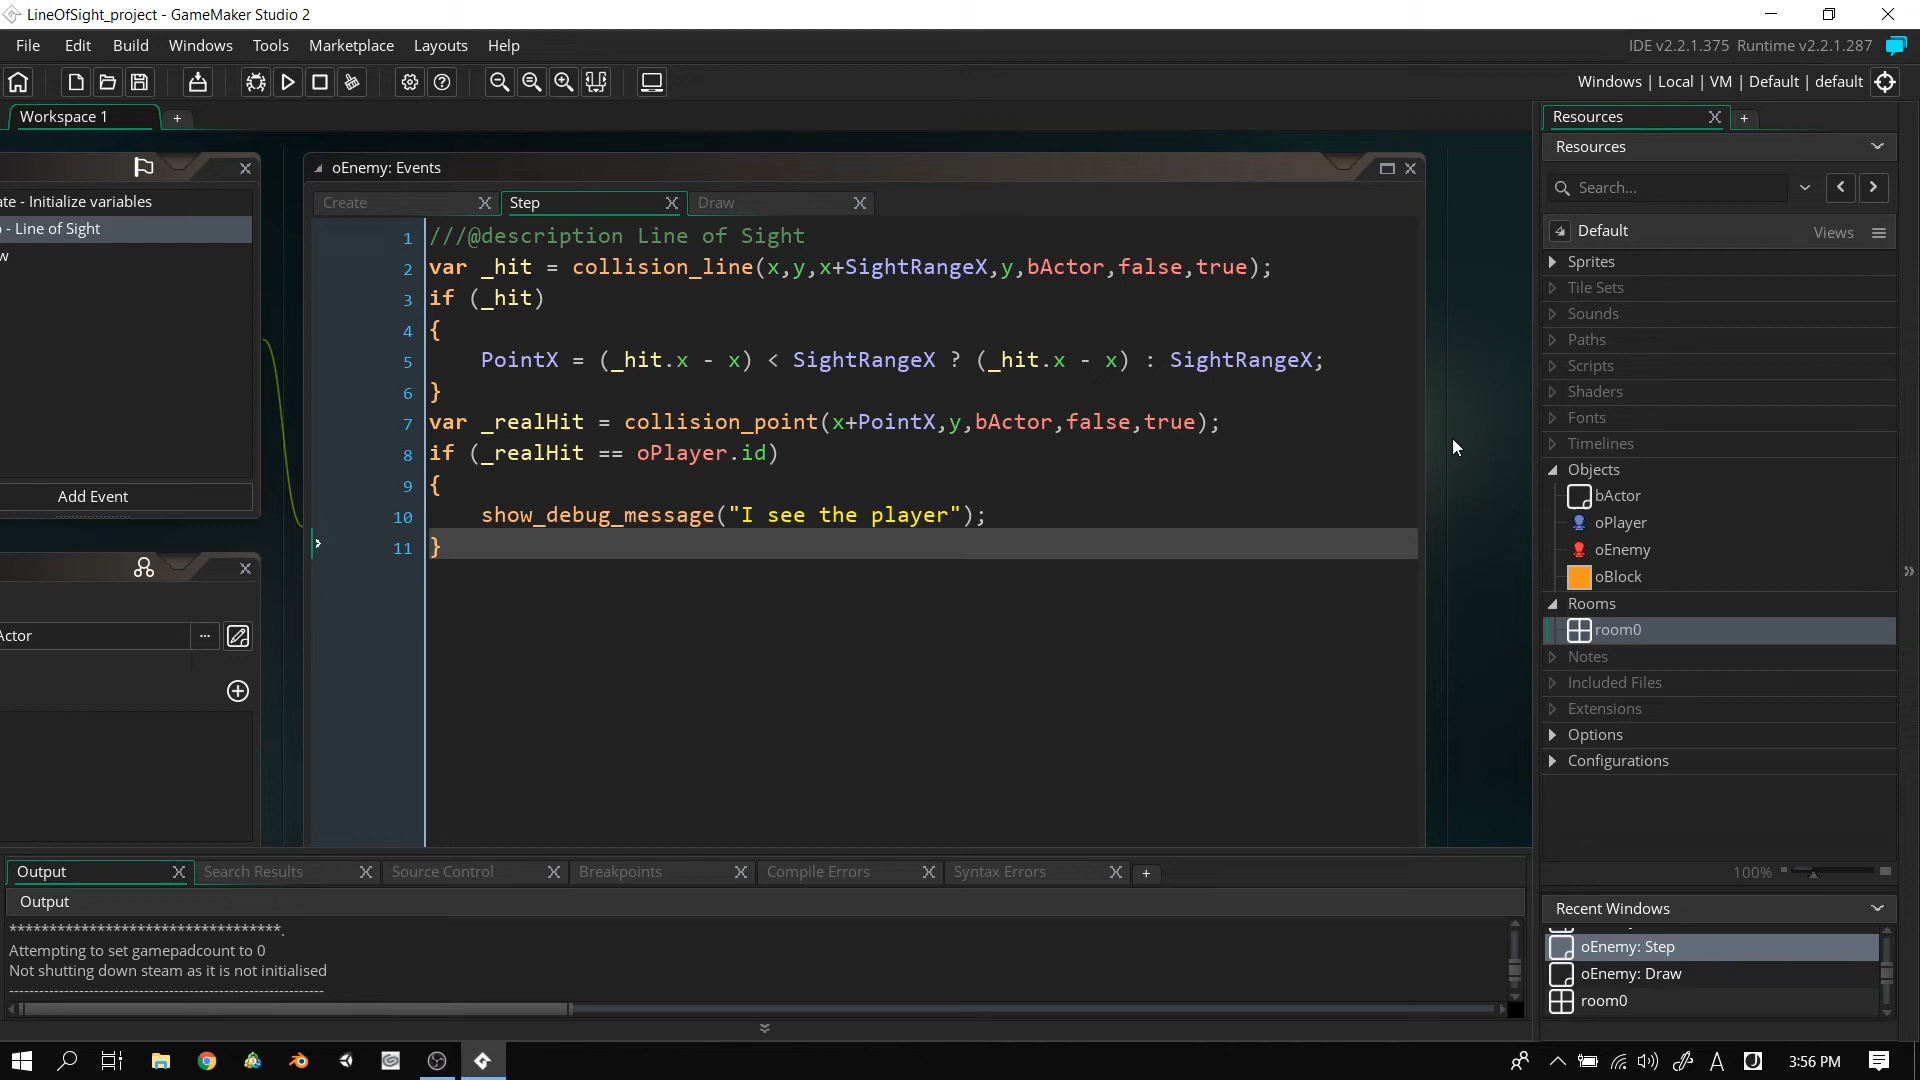 LineOfSight_project - GameMaker Studio 2
File Edit Build Windows Tools Marketplace Layouts Help
IDE v2.2.1.375 Runtime v2.2.1.287
Windows | Local | VM | Default | default
Workspace 1
+
Resources
+
oEnemy: Events
Resources
ate - Initialize variables
Create
Step
Draw
Search...
- Line of Sight
Default
Views
w
1 ///@description Line of Sight
2 var _hit = collision_line(x,y,x+SightRangeX,y,bActor,false,true);
3 if (_hit)
4 {
5 PointX = (_hit.x - x) < SightRangeX ? (_hit.x - x) : SightRangeX;
6 }
7 var _realHit = collision_point(x+PointX,y,bActor,false,true);
8 if (_realHit == oPlayer.id)
9 {
10 show_debug_message("I see the player");
11 }
Add Event
Actor
...
Sprites
Tile Sets
Sounds
Paths
Scripts
Shaders
Fonts
Timelines
Objects
bActor
oPlayer
oEnemy
oBlock
Rooms
room0
Notes
Included Files
Extensions
Options
Configurations
100%
Output
Search Results
Source Control
Breakpoints
Compile Errors
Syntax Errors
+
Output
**********************************.
Attempting to set gamepadcount to 0
Not shutting down steam as it is not initialised
---------------------------------------------------------------
Recent Windows
oEnemy: Step
oEnemy: Draw
room0
3:56 PM